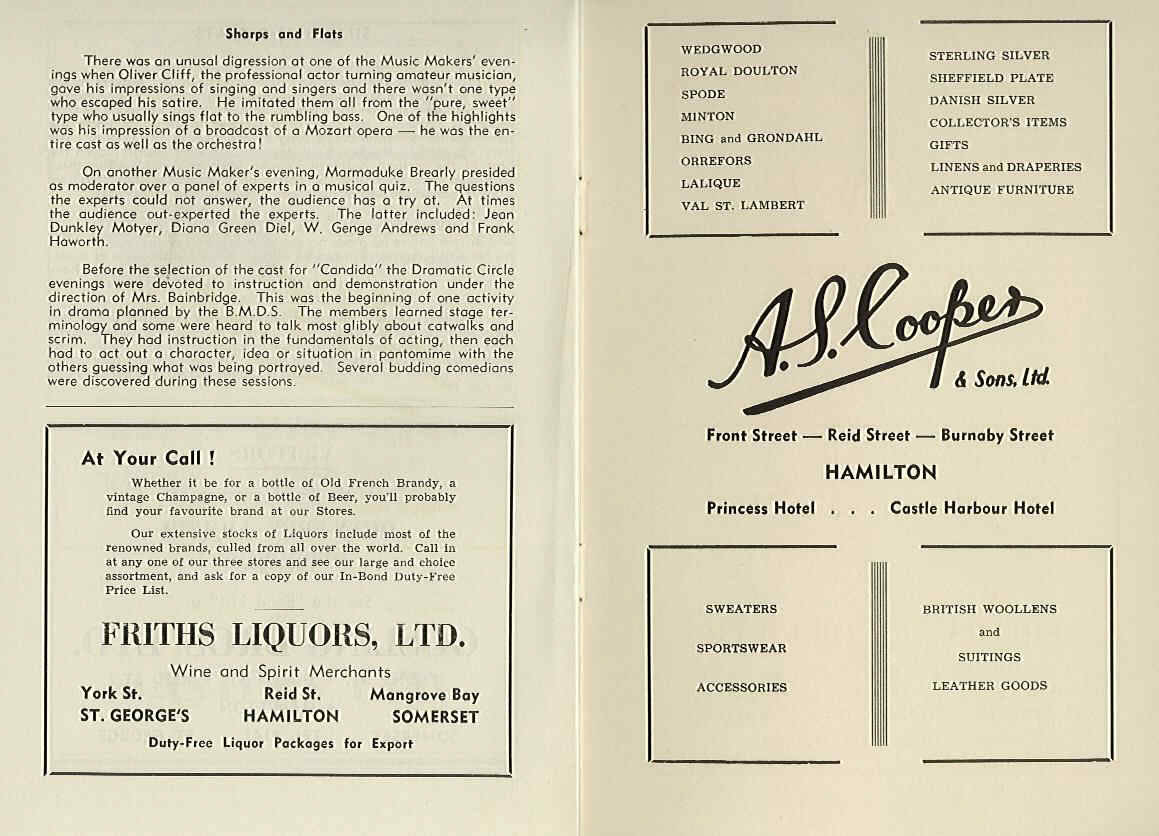 Sharps and Flats
There was an unusal digression at one of the Music Makers' even-
ings when Oliver Cliff, the professional actor turning amateur musician,
gave his impressions of singing and singers and there wasn't one type
who escaped his satire. He imitated them all from the "pure, sweet"
type who usually sings flat to the rumbling bass. One of the highlights
was his impression of a broadcast of a Mozart opera — he was the en-
tire cast as well as the orchestra!
On another Music Maker's evening, Marmaduke Brearly presided
as moderator over a panel of experts in a musical quiz. The questions
the experts could not answer, the audience has a try at. At times
the audience out-experted the experts. The latter included: Jean
Dunkley Motyer, Diana Green Diel, W. Genge Andrews and Frank
Haworth.
Before the selection of the cast for "Candida" the Dramatic Circle
evenings were devoted to instruction and demonstration under the
direction of Mrs. Bainbridge. This was the beginning of one activity
in drama planned by the B.M.D.S. The members learned stage ter-
minology and some were heard to talk most glibly about catwalks and
scrim. They had instruction in the fundamentals of acting, then each
had to act out a character, idea or situation in pantomime with the
others guessing what was being portrayed. Several budding comedians
were discovered during these sessions.
At Your Call !
Whether it be for a bottle of Old French Brandy, a
vintage Champagne, or a bottle of Beer, you'll probably
find your favourite brand at our Stores.
Our extensive stocks of Liquors include most of the
renowned brands, culled from all over the world. Call in
at any one of our three stores and see our large and choice
assortment, and ask for a copy of our In-Bond Duty-Free
Price List.
FRITHS LIQUORS, LTD.
Wine and Spirit Merchants
York St. Reid St. Mangrove Bay
ST. GEORGE'S HAMILTON SOMERSET
Duty-Free Liquor Packages for Export
WEDGWOOD
ROYAL DOULTON
SPODE
MINTON
BING and GRONDAHL
ORREFORS
LALIQUE
VAL ST. LAMBERT
STERLING SILVER
SHEFFIELD PLATE
DANISH SILVER
COLLECTOR'S ITEMS
GIFTS
LINENS and DRAPERIES
ANTIQUE FURNITURE
A.S. Cooper
& Sons, Ltd.
Front Street — Reid Street — Burnaby Street
HAMILTON
Princess Hotel . . . Castle Harbour Hotel
SWEATERS
SPORTSWEAR
ACCESSORIES
BRITISH WOOLLENS
and
SUITINGS
LEATHER GOODS